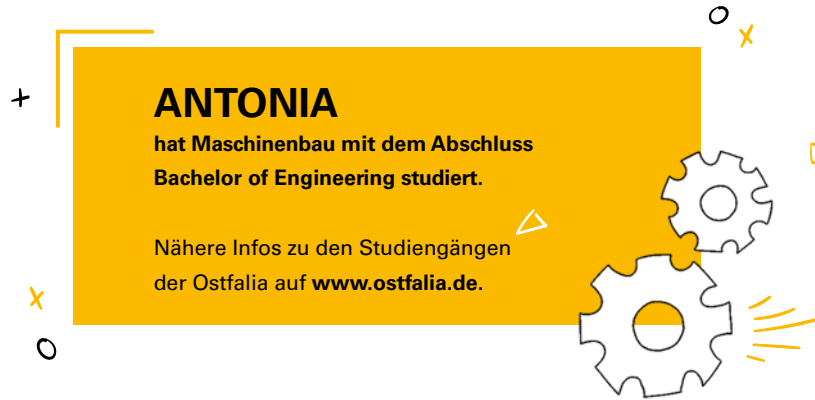 ANTONIA
hat Maschinenbau mit dem Abschluss
Bachelor of Engineering studiert.
Nähere Infos zu den Studiengängen
der Ostfalia auf www.ostfalia.de.